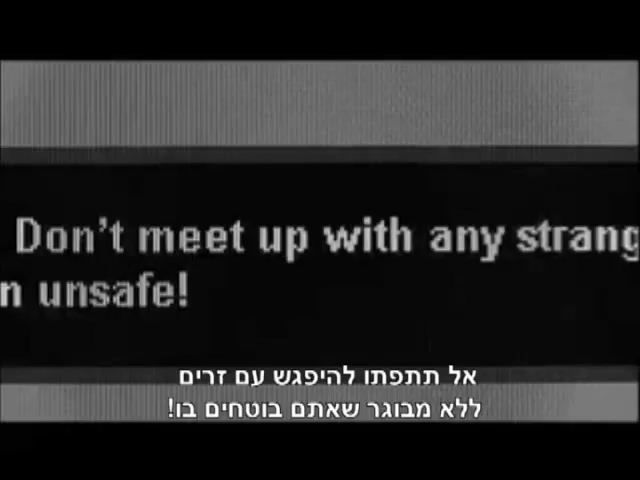 Don't meet up with any strang
n unsafe!
אל תתפתו להיפגש עם זרים
ללא מבוגר שאתם בוטחים בו!